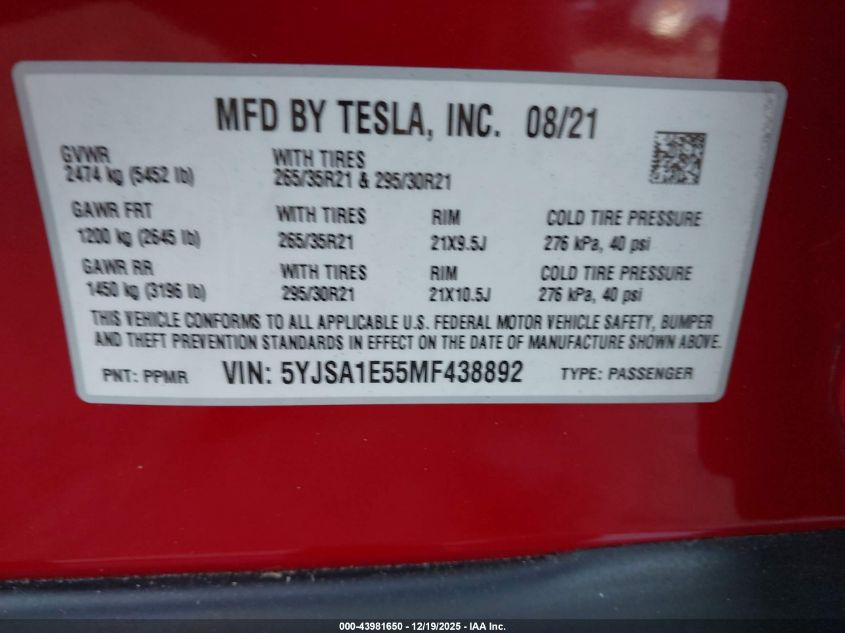 MFD BY TESLA, INC. 08/21
GVWR WITH TIRES
2474 kg (5452 lb) 265/35R21 & 295/30R21
GAWR FRT WITH TIRES RIM COLD TIRE PRESSURE
1200 kg (2645 lb) 265/35R21 21X9.5J 276 kPa, 40 psi
GAWR RR WITH TIRES RIM COLD TIRE PRESSURE
1450 kg (3196 lb) 295/30R21 21X10.5J 276 kPa, 40 psi
THIS VEHICLE CONFORMS TO ALL APPLICABLE U.S. FEDERAL MOTOR VEHICLE SAFETY, BUMPER
AND THEFT PREVENTION STANDARDS IN EFFECT ON THE DATE OF MANUFACTURE SHOWN ABOVE.
PNT: PPMR VIN: 5YJSA1E55MF438892 TYPE: PASSENGER
000-43981650 - 12/19/2025 - IAA Inc.